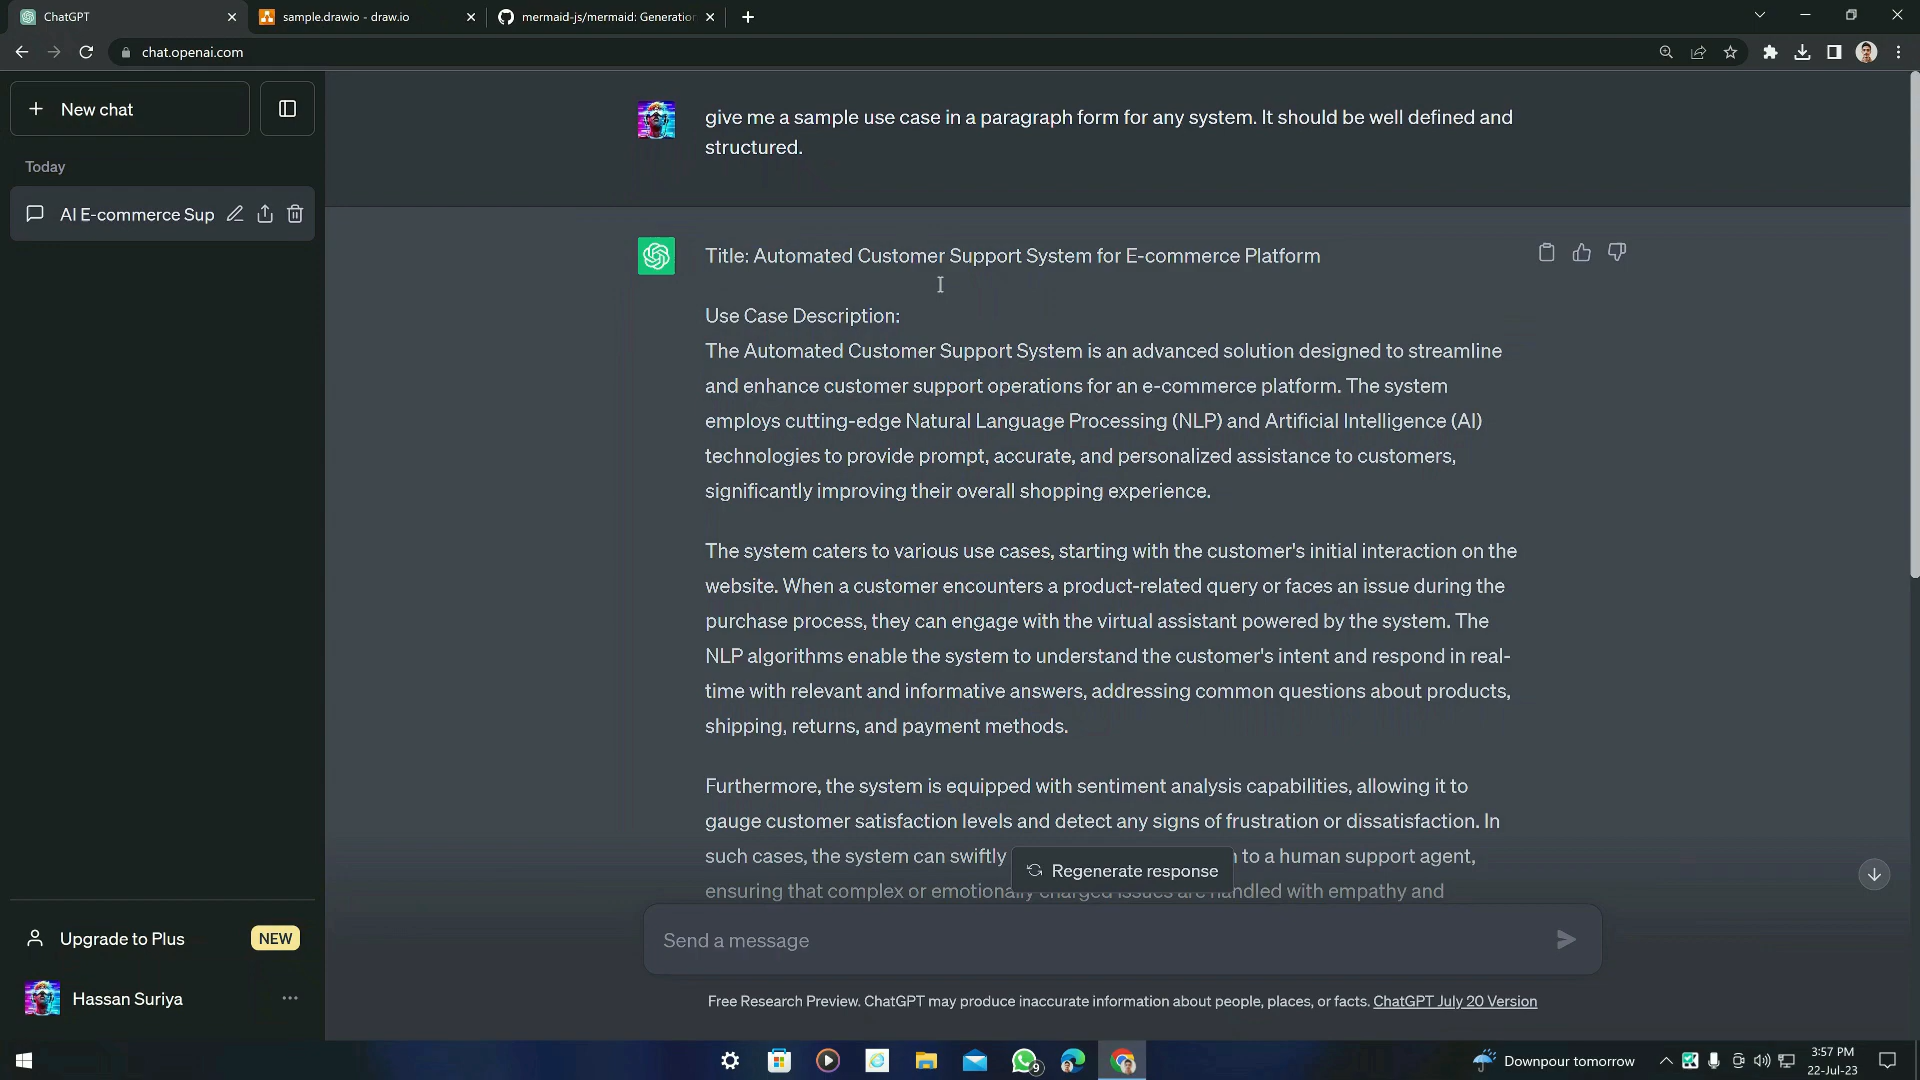 ChatGPT
sample.drawio - draw.io
mermaid-js/mermaid: Generation
chat.openai.com
New chat
Today
AI E-commerce Sup
give me a sample use case in a paragraph form for any system. It should be well defined and
structured.
Title: Automated Customer Support System for E-commerce Platform
Use Case Description:
The Automated Customer Support System is an advanced solution designed to streamline
and enhance customer support operations for an e-commerce platform. The system
employs cutting-edge Natural Language Processing (NLP) and Artificial Intelligence (AI)
technologies to provide prompt, accurate, and personalized assistance to customers,
significantly improving their overall shopping experience.
The system caters to various use cases, starting with the customer's initial interaction on the
website. When a customer encounters a product-related query or faces an issue during the
purchase process, they can engage with the virtual assistant powered by the system. The
NLP algorithms enable the system to understand the customer's intent and respond in real-
time with relevant and informative answers, addressing common questions about products,
shipping, returns, and payment methods.
Furthermore, the system is equipped with sentiment analysis capabilities, allowing it to
gauge customer satisfaction levels and detect any signs of frustration or dissatisfaction. In
such cases, the system can swiftly to a human support agent,
Regenerate response
ensuring that complex or emotionally charged issues are handled with empathy and
Send a message
Free Research Preview. ChatGPT may produce inaccurate information about people, places, or facts. ChatGPT July 20 Version
Upgrade to Plus NEW
Hassan Suriya
9
Downpour tomorrow
3:57 PM
22-Jul-23